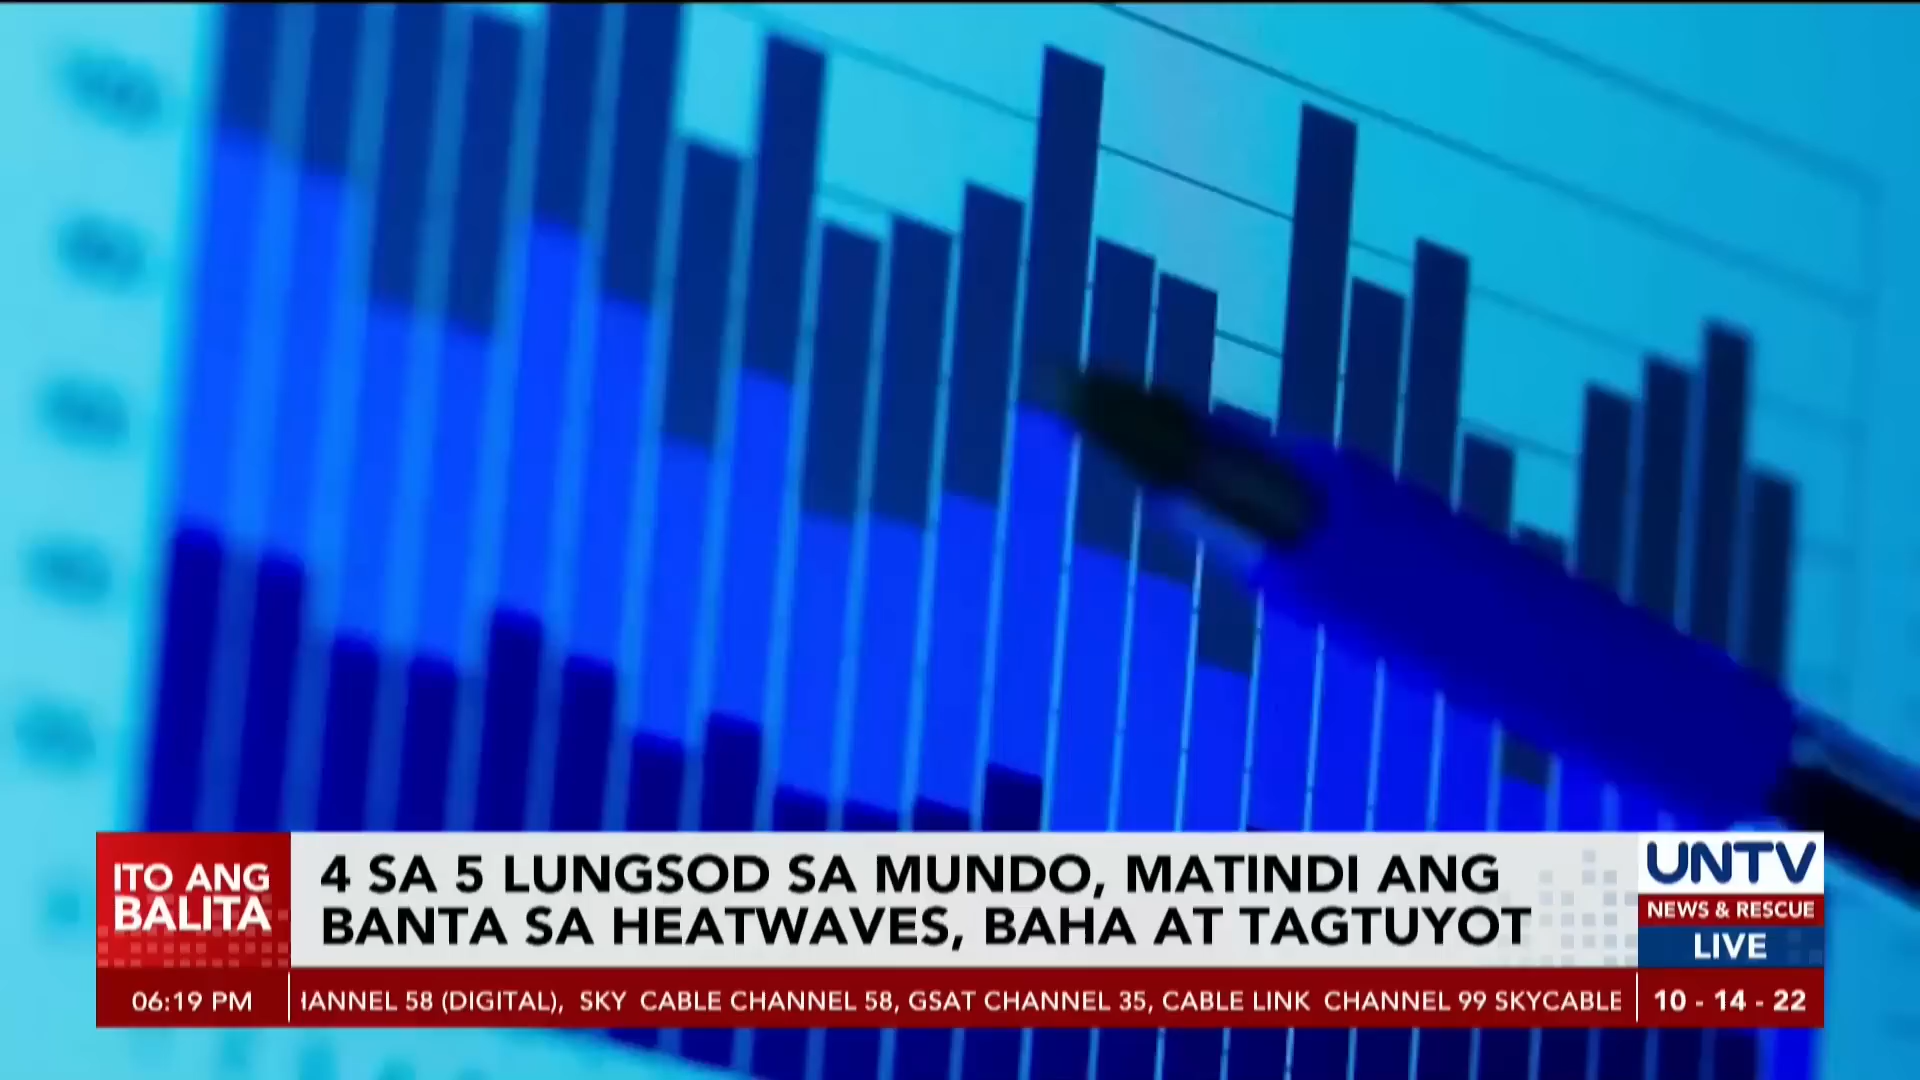 ITO ANG
BALITA
4 SA 5 LUNGSOD SA MUNDO, MATINDI ANG
BANTA SA HEATWAVES, BAHA AT TAGTUYOT
UNTV
NEWS & RESCUE
LIVE
06:19 PM
CHANNEL 58 (DIGITAL), SKY CABLE CHANNEL 58, GSAT CHANNEL 35, CABLE LINK CHANNEL 99 SKYCABLE
10 - 14 - 22